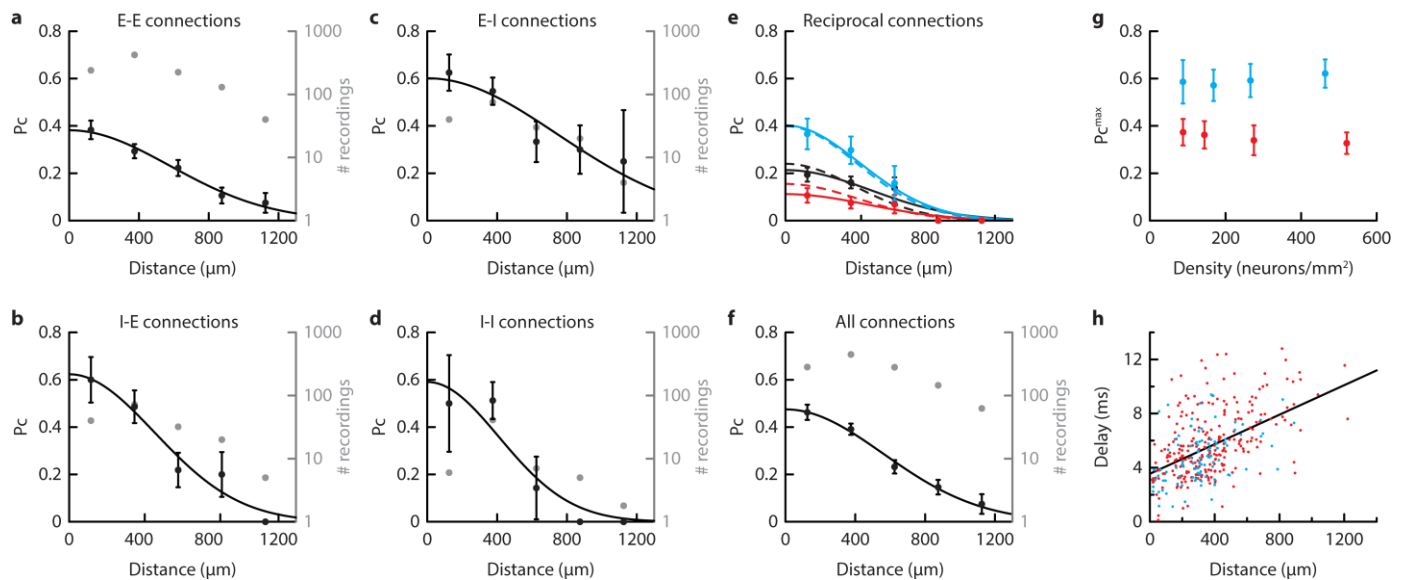 a E-E connections
0.8
0.6
0.4
0.2
0
Pc
1000
100
10
1
# recordings
0 400 800 1200
Distance (µm)
c E-I connections
0.8
0.6
0.4
0.2
0
Pc
1000
100
10
1
# recordings
0 400 800 1200
Distance (µm)
e Reciprocal connections
0.8
0.6
0.4
0.2
0
Pc
0 400 800 1200
Distance (µm)
g
0.8
0.6
0.4
0.2
0
Pcmax
0 200 400 600
Density (neurons/mm²)
b I-E connections
0.8
0.6
0.4
0.2
0
Pc
1000
100
10
1
# recordings
0 400 800 1200
Distance (µm)
d I-I connections
0.8
0.6
0.4
0.2
0
Pc
1000
100
10
1
# recordings
0 400 800 1200
Distance (µm)
f All connections
0.8
0.6
0.4
0.2
0
Pc
1000
100
10
1
# recordings
0 400 800 1200
Distance (µm)
h
12
8
4
0
Delay (ms)
0 400 800 1200
Distance (µm)